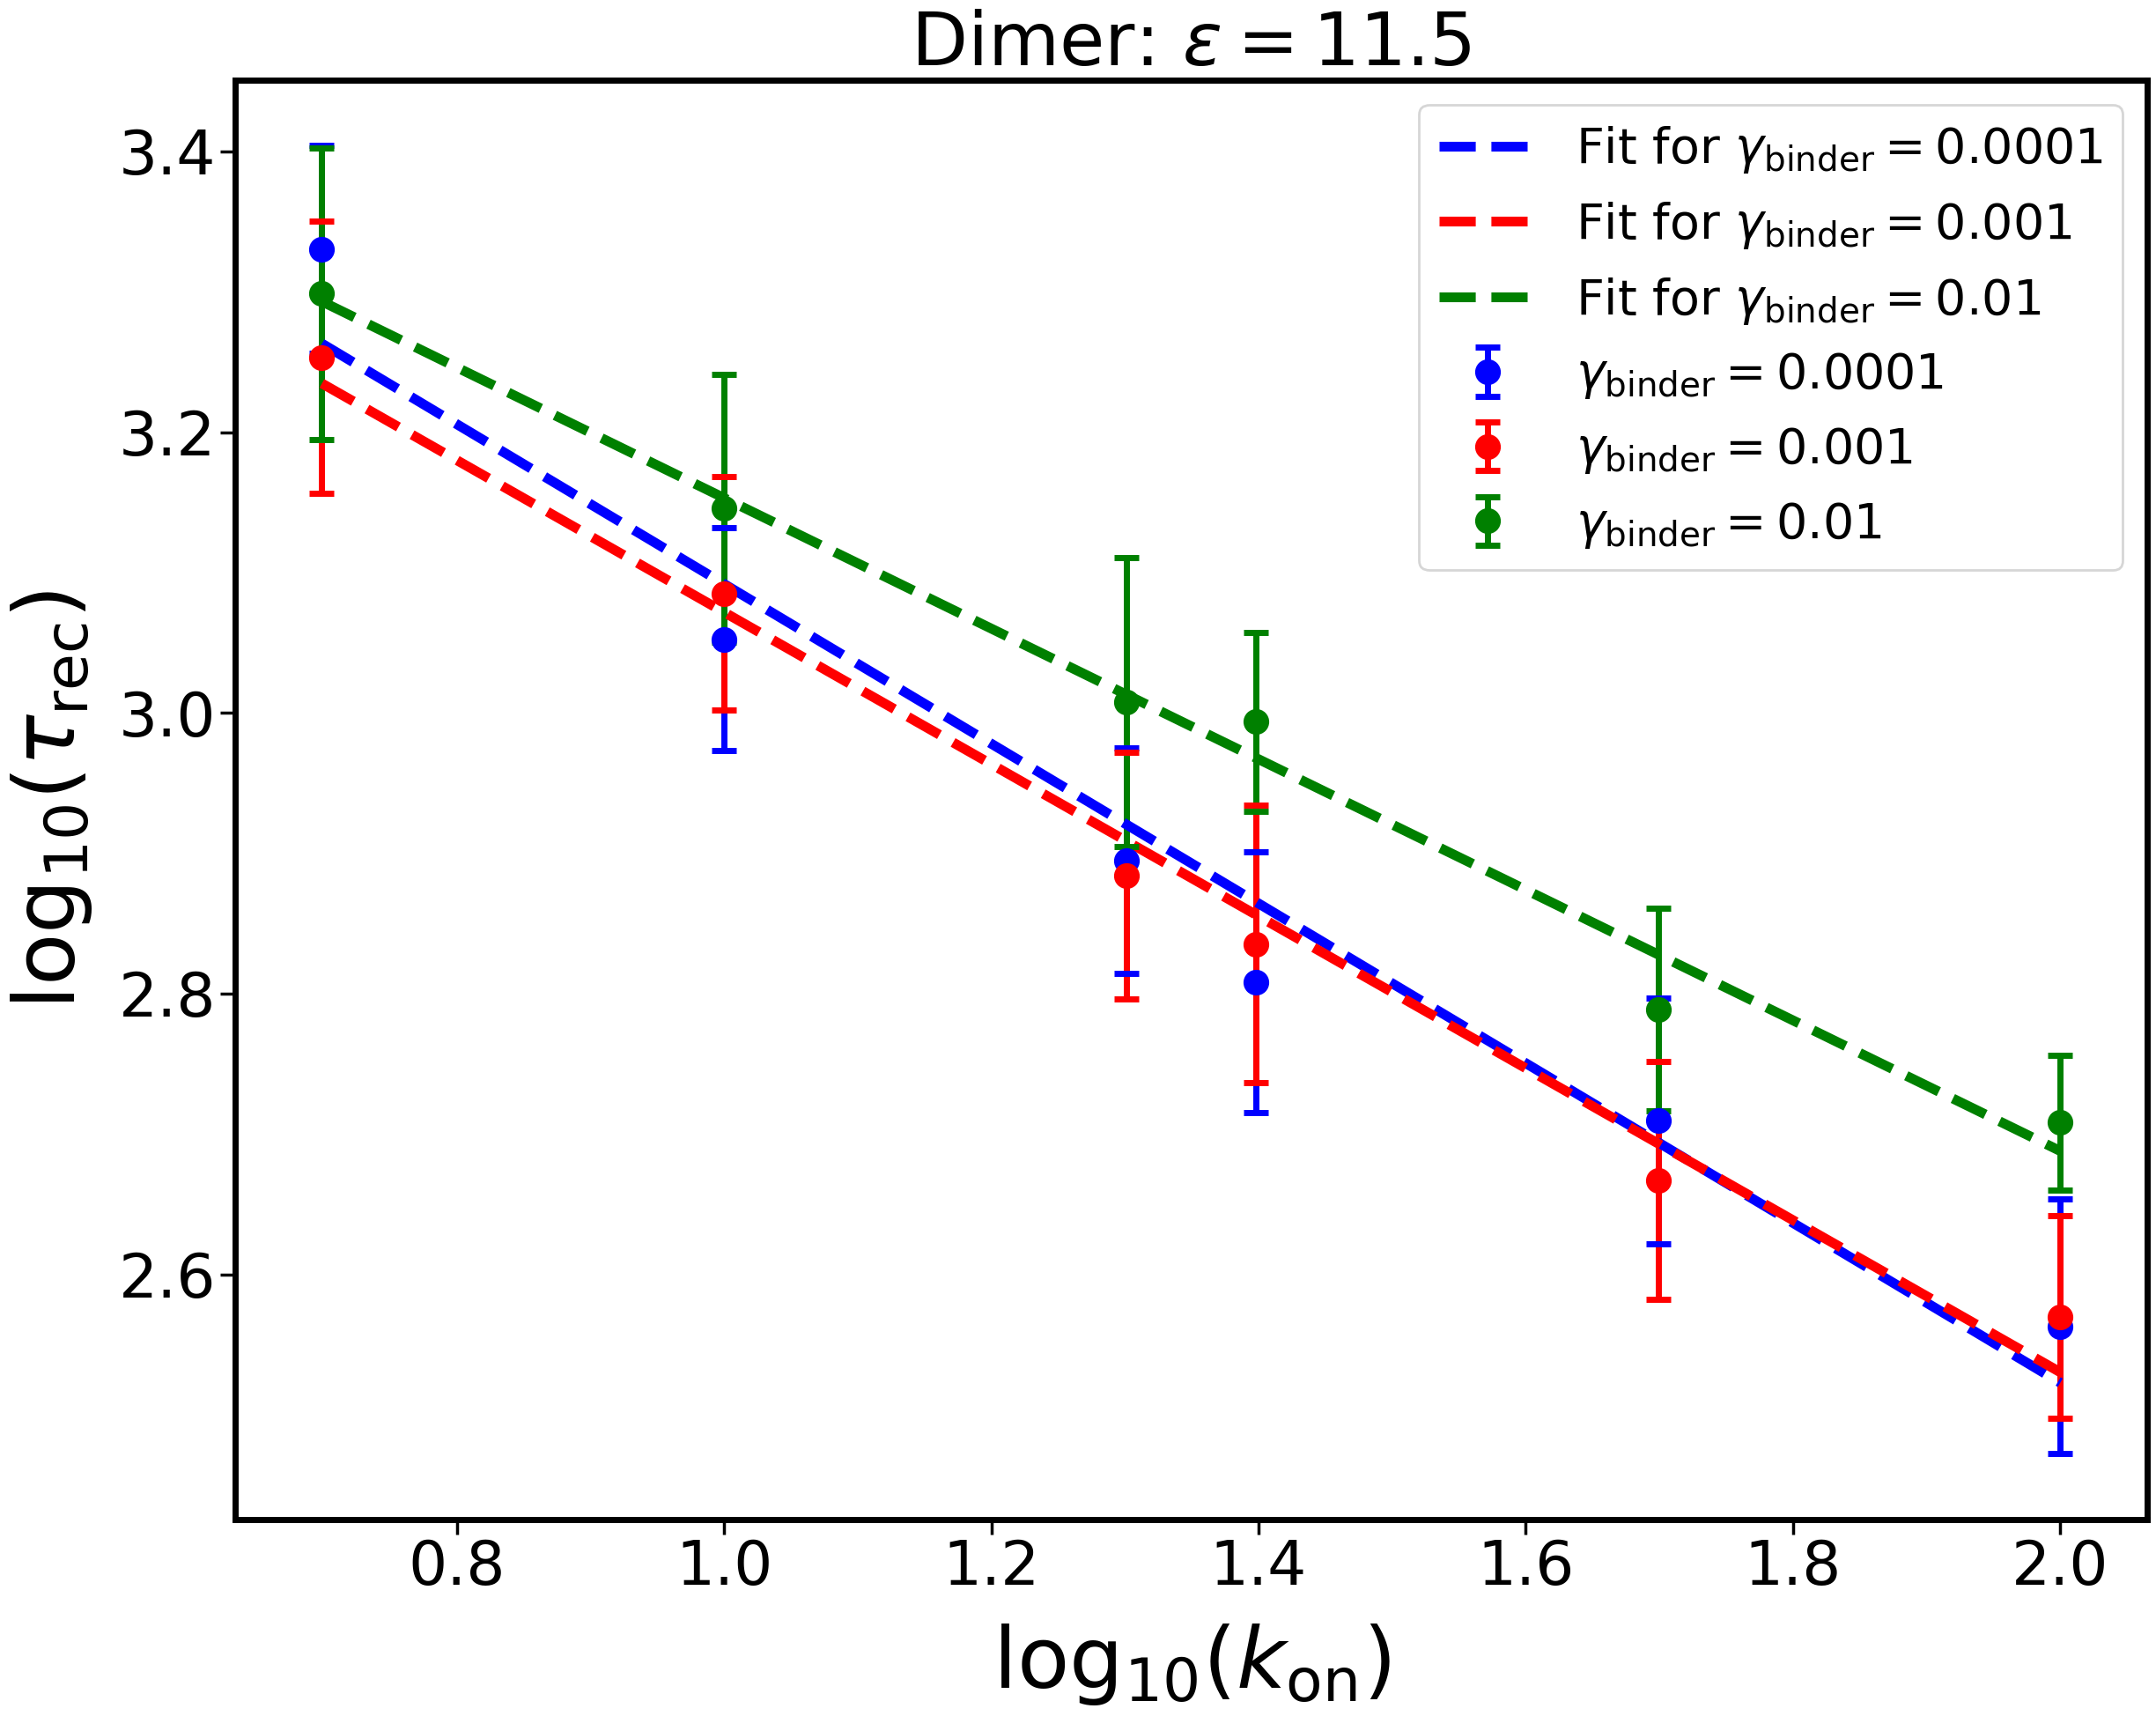 Dimer: ε = 11.5
Fit for γbinder = 0.0001
Fit for γbinder = 0.001
Fit for γbinder = 0.01
γbinder = 0.0001
γbinder = 0.001
γbinder = 0.01
log10(τrec)
3.4
3.2
3.0
2.8
2.6
0.8 1.0 1.2 1.4 1.6 1.8 2.0
log10(kon)